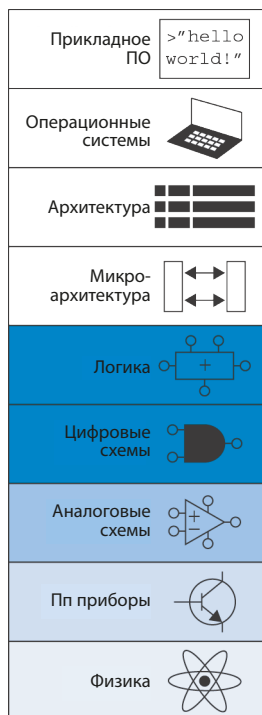 Прикладное
ПО
>"hello
world!"
Операционные
системы
Архитектура
Микро-
архитектура
Логика
+
Цифровые
схемы
Аналоговые
схемы
+
−
Пп приборы
Физика